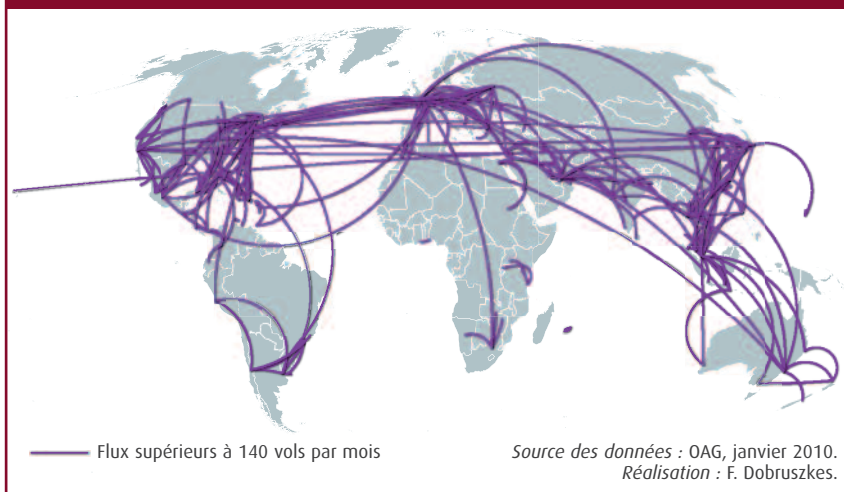 Flux supérieurs à 140 vols par mois
Source des données : OAG, janvier 2010.
Réalisation : F. Dobruszkes.